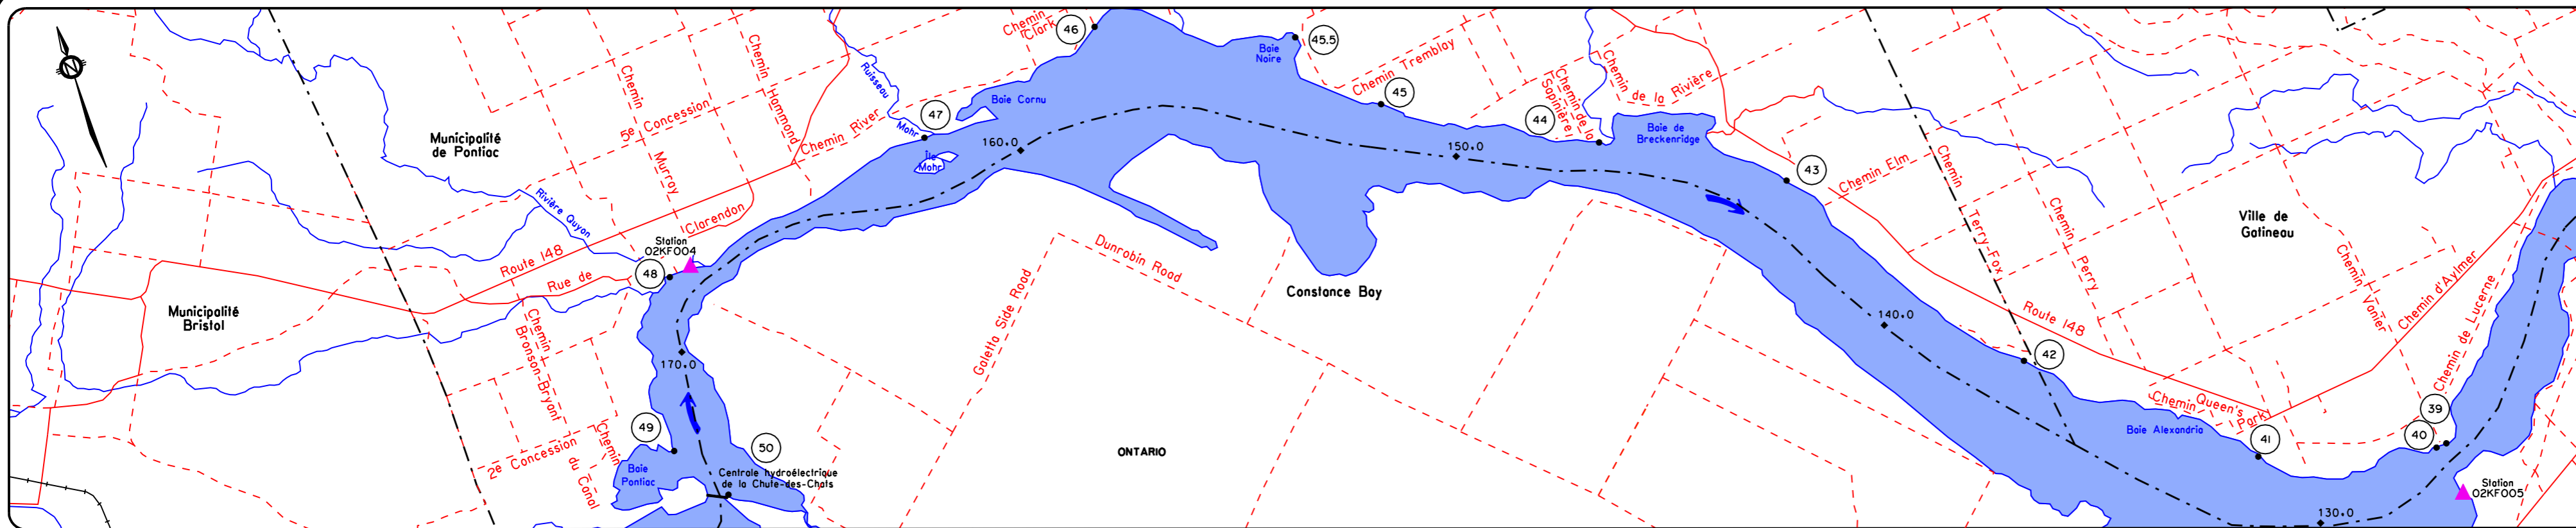 N
Municipalité
de Pontiac
Municipalité
Bristol
Rivière Quyon
Route 148
Rue de
Clarendon
Station
02KF004
48
Chemin
Murray
5e Concession
Chemin
Hammond
Chemin River
Ruisseau
Mohr
47
Île
Mohr
46
Chemin
Clark
Baie Cornu
160.0
Baie
Noire
45.5
45
Chemin Tremblay
44
Chemin de la
Sapinière
Chemin de la Rivière
150.0
Baie de
Breckenridge
43
Chemin Elm
Chemin
Terry-Fox
Chemin Perry
Ville de
Gatineau
Chemin Vanier
Chemin d'Aylmer
Chemin de Lucerne
Route 148
140.0
42
Chemin
Queen's
Park
Baie Alexandria
41
40
39
Station
02KF005
130.0
Constance Bay
Dunrobin Road
Galetta Side Road
ONTARIO
170.0
49
50
Centrale hydroélectrique
de la Chute-des-Chats
Baie
Pontiac
Chemin
Bronson-Bryant
2e Concession
Chemin
du Canal